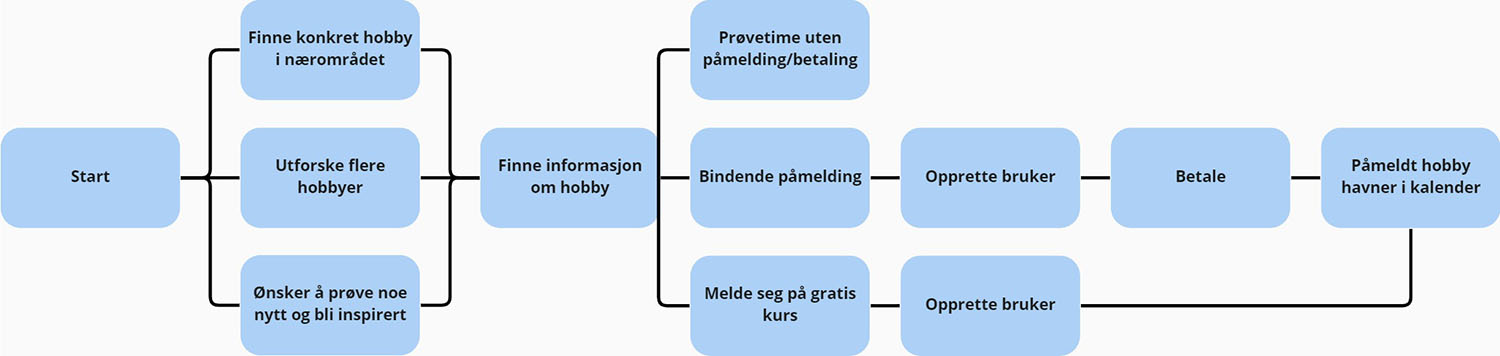 Start
Finne konkret hobby
i nærområdet
Utforske flere
hobbyer
Ønsker å prøve noe
nytt og bli inspirert
Finne informasjon
om hobby
Prøvetime uten
påmelding/betaling
Bindende påmelding
Opprette bruker
Betale
Påmeldt hobby
havner i kalender
Melde seg på gratis
kurs
Opprette bruker